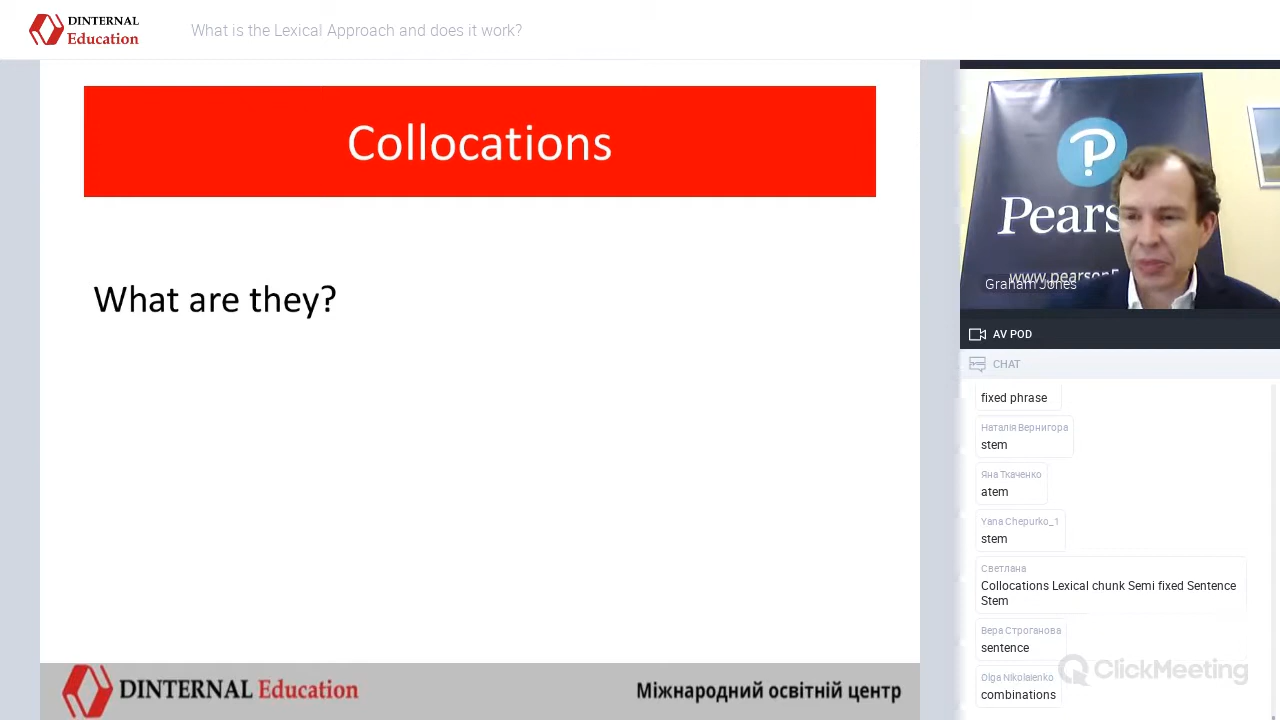 DINTERNAL
Education
What is the Lexical Approach and does it work?
Collocations
What are they?
DINTERNAL Education
Міжнародний освітній центр
Pears
www.pearson
Graham Jones
AV POD
CHAT
fixed phrase
Наталія Вернигора
stem
Яна Ткаченко
atem
Yana Chepurko_1
stem
Светлана
Collocations Lexical chunk Semi fixed Sentence
Stem
Вера Строганова
sentence
Olga Nikolaienko
combinations
ClickMeeting